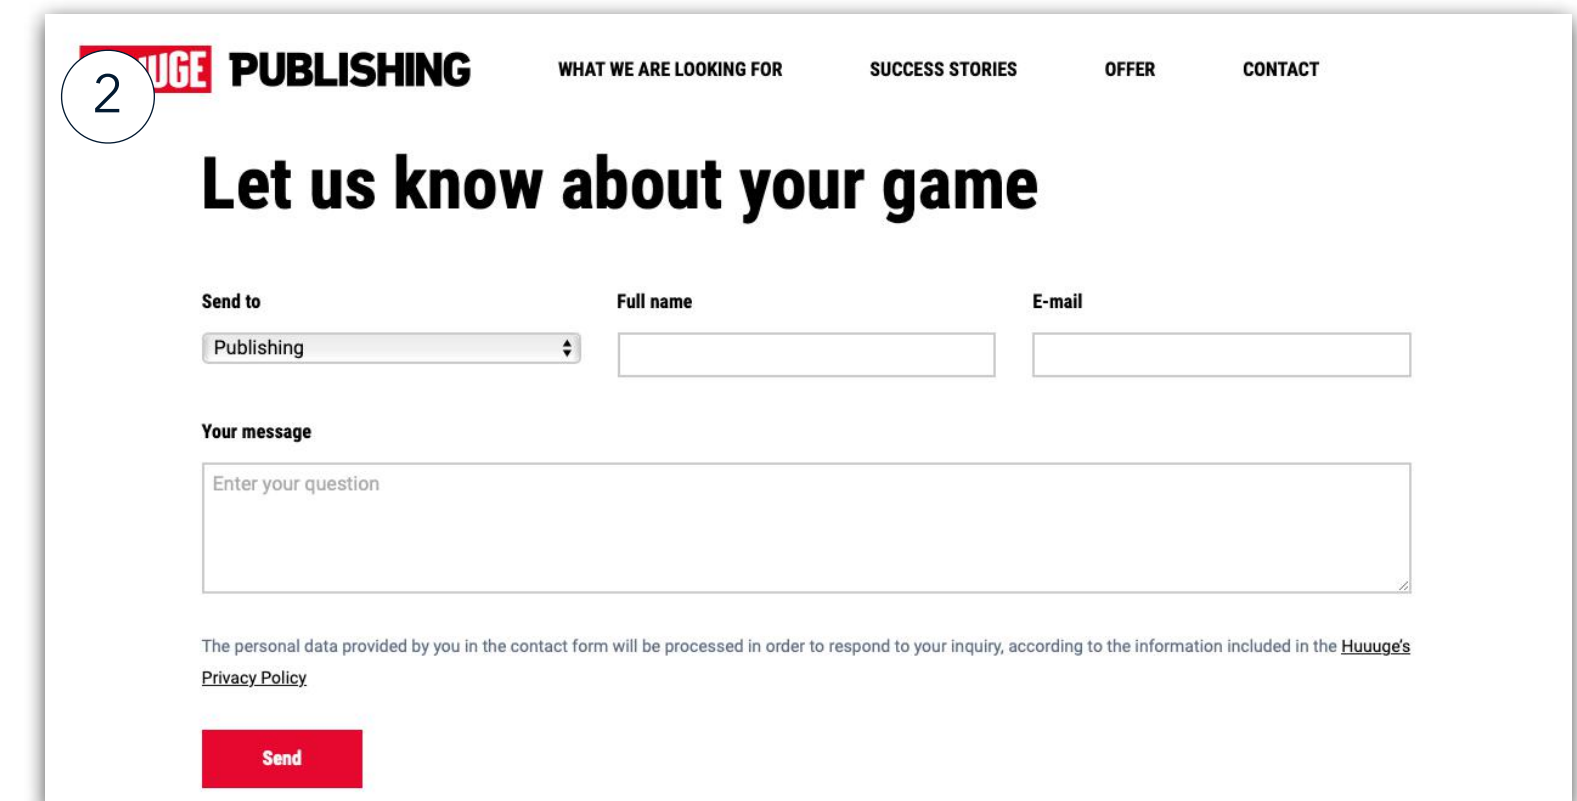 2
UGE PUBLISHING WHAT WE ARE LOOKING FOR SUCCESS STORIES OFFER CONTACT
Let us know about your game
Send to Full name E-mail
Publishing
Your message
Enter your question
The personal data provided by you in the contact form will be processed in order to respond to your inquiry, according to the information included in the Huuuge's
Privacy Policy
Send